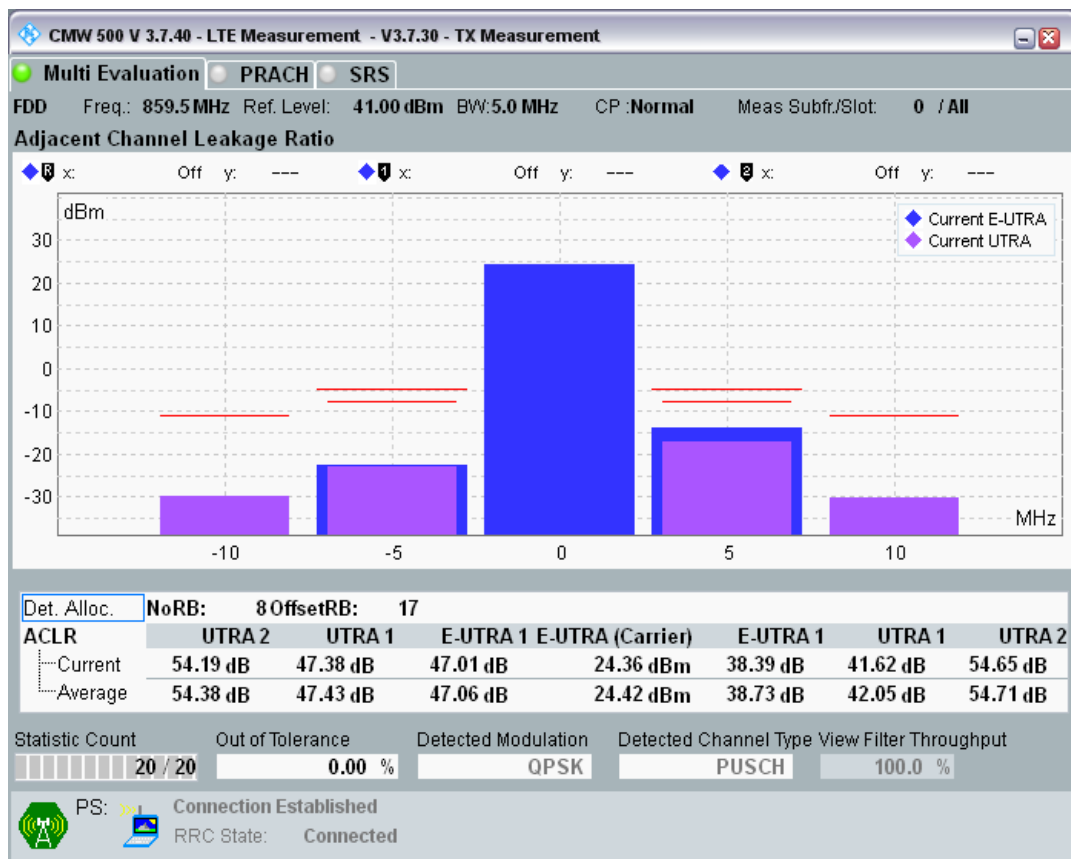 CMW 500 V 3.7.40 - LTE Measurement - V3.7.30 - TX Measurement
Multi Evaluation PRACH SRS
FDD Freq.: 859.5 MHz Ref. Level: 41.00 dBm BW:5.0 MHz CP :Normal Meas Subfr./Slot: 0 / All
Adjacent Channel Leakage Ratio
R x: Off y: --- 1 x: Off y: --- 2 x: Off y: ---
dBm
Current E-UTRA
Current UTRA
30
20
10
0
-10
-20
-30
MHz
-10 -5 0 5 10
Det. Alloc. NoRB: 8 OffsetRB: 17
ACLR UTRA 2 UTRA 1 E-UTRA 1 E-UTRA (Carrier) E-UTRA 1 UTRA 1 UTRA 2
Current 54.19 dB 47.38 dB 47.01 dB 24.36 dBm 38.39 dB 41.62 dB 54.65 dB
Average 54.38 dB 47.43 dB 47.06 dB 24.42 dBm 38.73 dB 42.05 dB 54.71 dB
Statistic Count Out of Tolerance Detected Modulation Detected Channel Type View Filter Throughput
20 / 20 0.00 % QPSK PUSCH 100.0 %
PS: Connection Established
RRC State: Connected